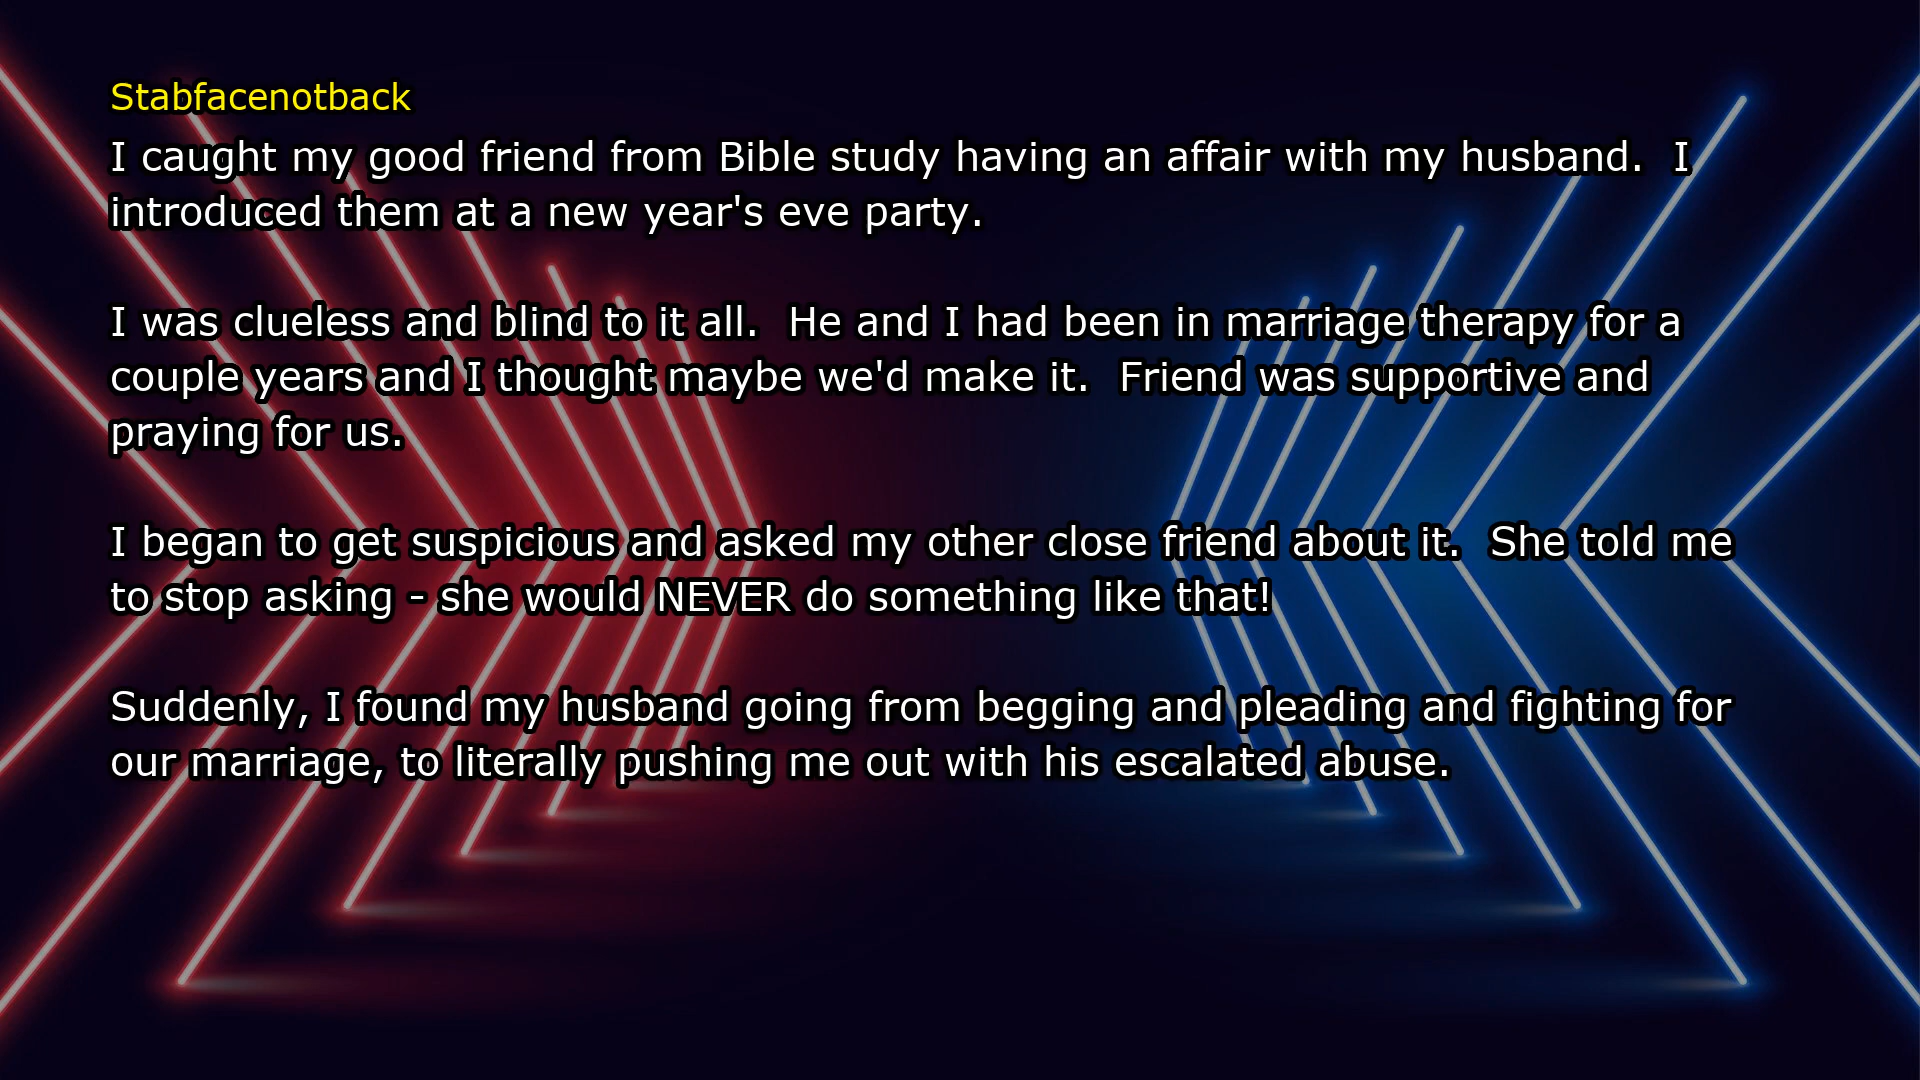 Stabfacenotback
I caught my good friend from Bible study having an affair with my husband.  I
introduced them at a new year's eve party.
I was clueless and blind to it all.  He and I had been in marriage therapy for a
couple years and I thought maybe we'd make it.  Friend was supportive and
praying for us.
I began to get suspicious and asked my other close friend about it.  She told me
to stop asking - she would NEVER do something like that!
Suddenly, I found my husband going from begging and pleading and fighting for
our marriage, to literally pushing me out with his escalated abuse.